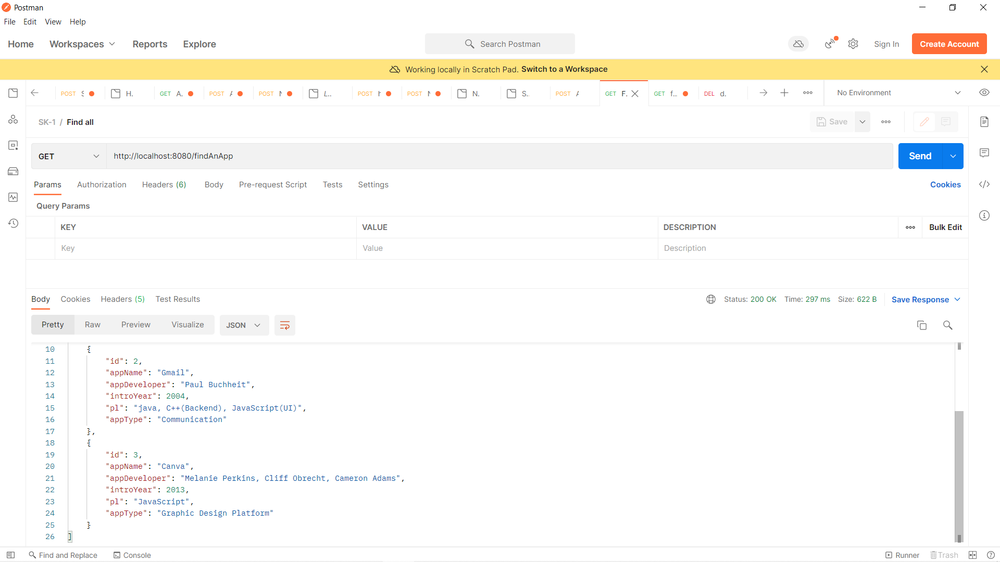 Postman
File Edit View Help
Home Workspaces Reports Explore Search Postman Sign In Create Account
Working locally in Scratch Pad. Switch to a Workspace
POST S H. GET A. POST A POST N L.. POST h POST N N. S. POST A GET F. GET f.. DEL d. No Environment
SK-1 / Find all Save
GET http://localhost:8080/findAnApp Send
Params Authorization Headers (6) Body Pre-request Script Tests Settings Cookies
Query Params
KEY VALUE DESCRIPTION Bulk Edit
Key Value Description
Body Cookies Headers (5) Test Results Status: 200 OK Time: 297 ms Size: 622 B Save Response
Pretty Raw Preview Visualize JSON
10 {
11 "id": 2,
12 "appName": "Gmail",
13 "appDeveloper": "Paul Buchheit",
14 "introYear": 2004,
15 "pl": "java, C++(Backend), JavaScript(UI)",
16 "appType": "Communication"
17 },
18 {
19 "id": 3,
20 "appName": "Canva",
21 "appDeveloper": "Melanie Perkins, Cliff Obrecht, Cameron Adams",
22 "introYear": 2013,
23 "pl": "JavaScript",
24 "appType": "Graphic Design Platform"
25 }
26 ]
Find and Replace Console Runner Trash